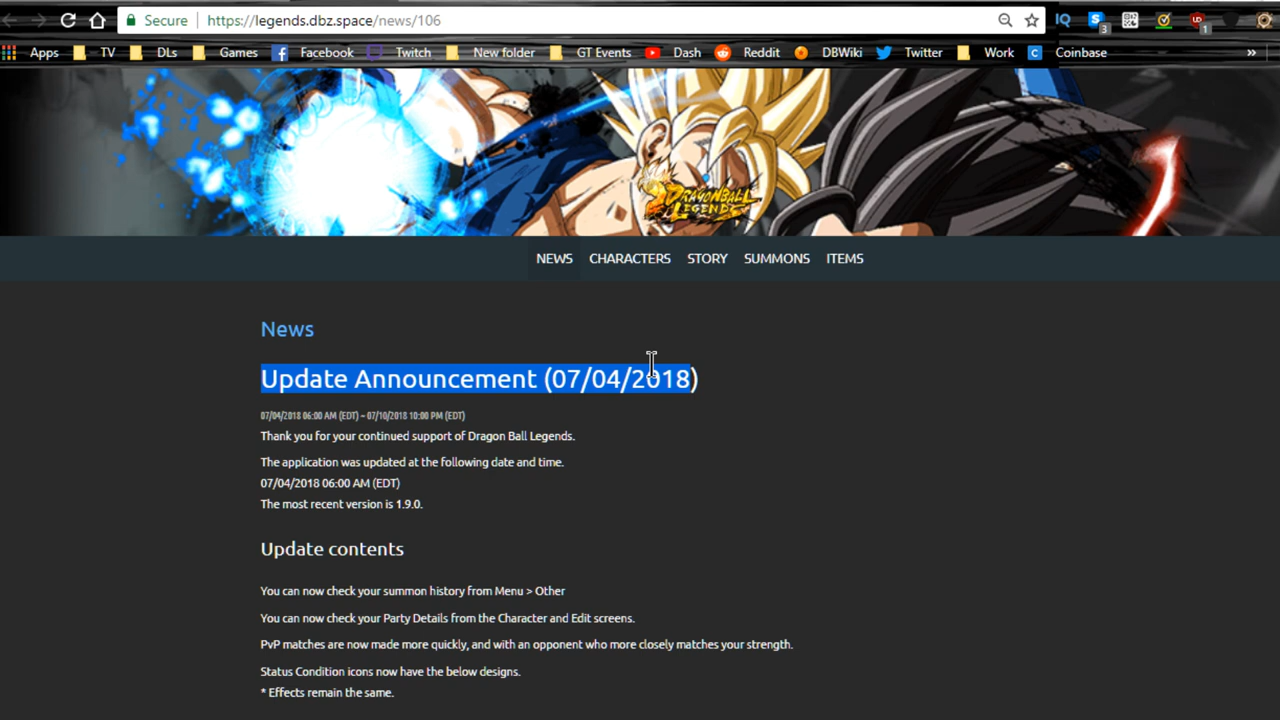 Secure https://legends.dbz.space/news/106 IQ 3 UD 1
Apps TV DLs Games Facebook Twitch New folder GT Events Dash Reddit DBWiki Twitter Work C Coinbase »
DRAGONBALL
LEGENDS
NEWS CHARACTERS STORY SUMMONS ITEMS
News
Update Announcement (07/04/2018)
07/04/2018 06:00 AM (EDT) – 07/10/2018 10:00 PM (EDT)
Thank you for your continued support of Dragon Ball Legends.
The application was updated at the following date and time.
07/04/2018 06:00 AM (EDT)
The most recent version is 1.9.0.
Update contents
You can now check your summon history from Menu > Other
You can now check your Party Details from the Character and Edit screens.
PvP matches are now made more quickly, and with an opponent who more closely matches your strength.
Status Condition icons now have the below designs.
* Effects remain the same.